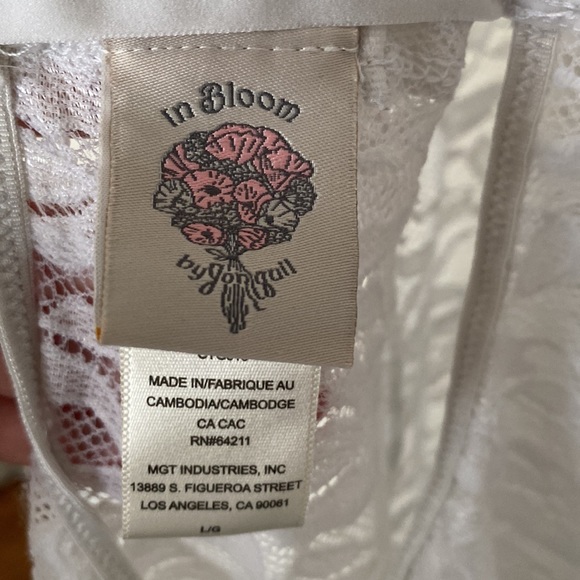 in Bloom
by Jonquil
MADE IN/FABRIQUE AU
CAMBODIA/CAMBODGE
CA CAC
RN#64211
MGT INDUSTRIES, INC
13889 S. FIGUEROA STREET
LOS ANGELES, CA 90061
L/G